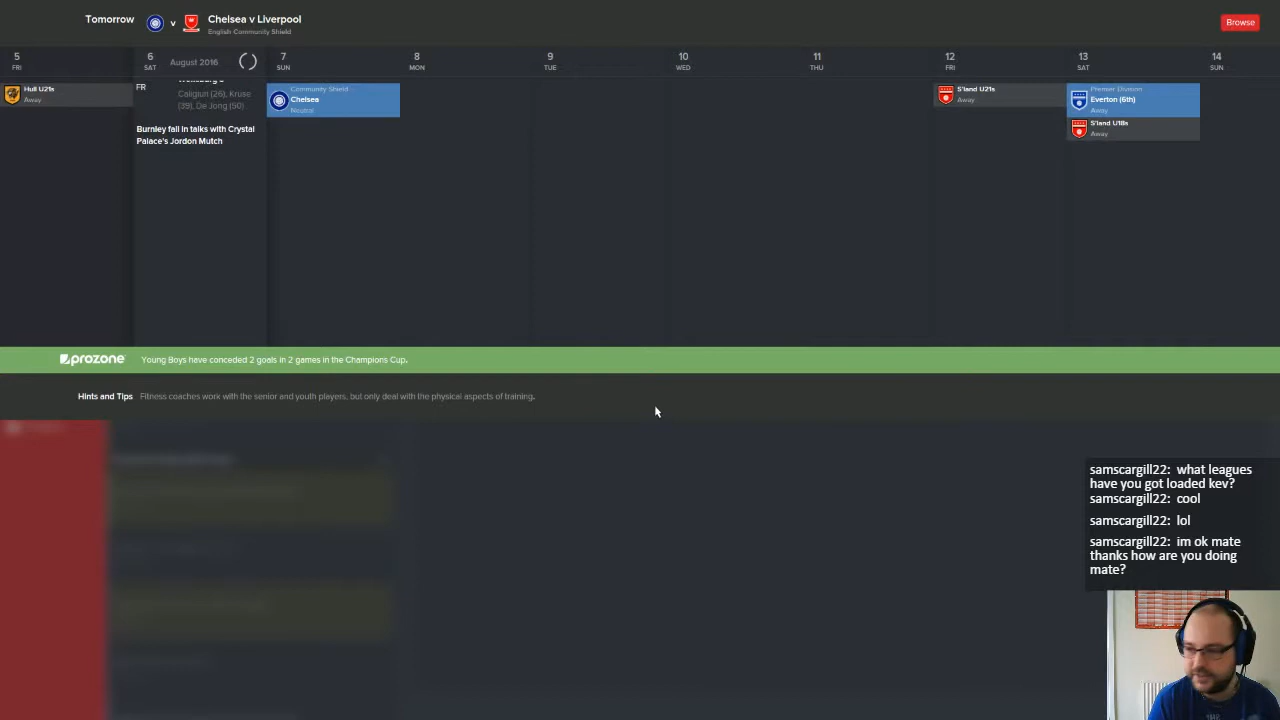 Tomorrow v Chelsea v Liverpool
English Community Shield
Browse
5 FRI
6 SAT
August 2016
7 SUN
8 MON
9 TUE
10 WED
11 THU
12 FRI
13 SAT
14 SUN
Hull U21s
Away
FR
Caligiuri (26), Kruse
(39), De Jong (50)
Burnley fail in talks with Crystal
Palace's Jordon Mutch
Community Shield
Chelsea
Neutral
S'land U21s
Away
Premier Division
Everton (6th)
Away
S'land U18s
Away
prozone Young Boys have conceded 2 goals in 2 games in the Champions Cup.
Hints and Tips Fitness coaches work with the senior and youth players, but only deal with the physical aspects of training.
samscargill22: what leagues
have you got loaded kev?
samscargill22: cool
samscargill22: lol
samscargill22: im ok mate
thanks how are you doing
mate?